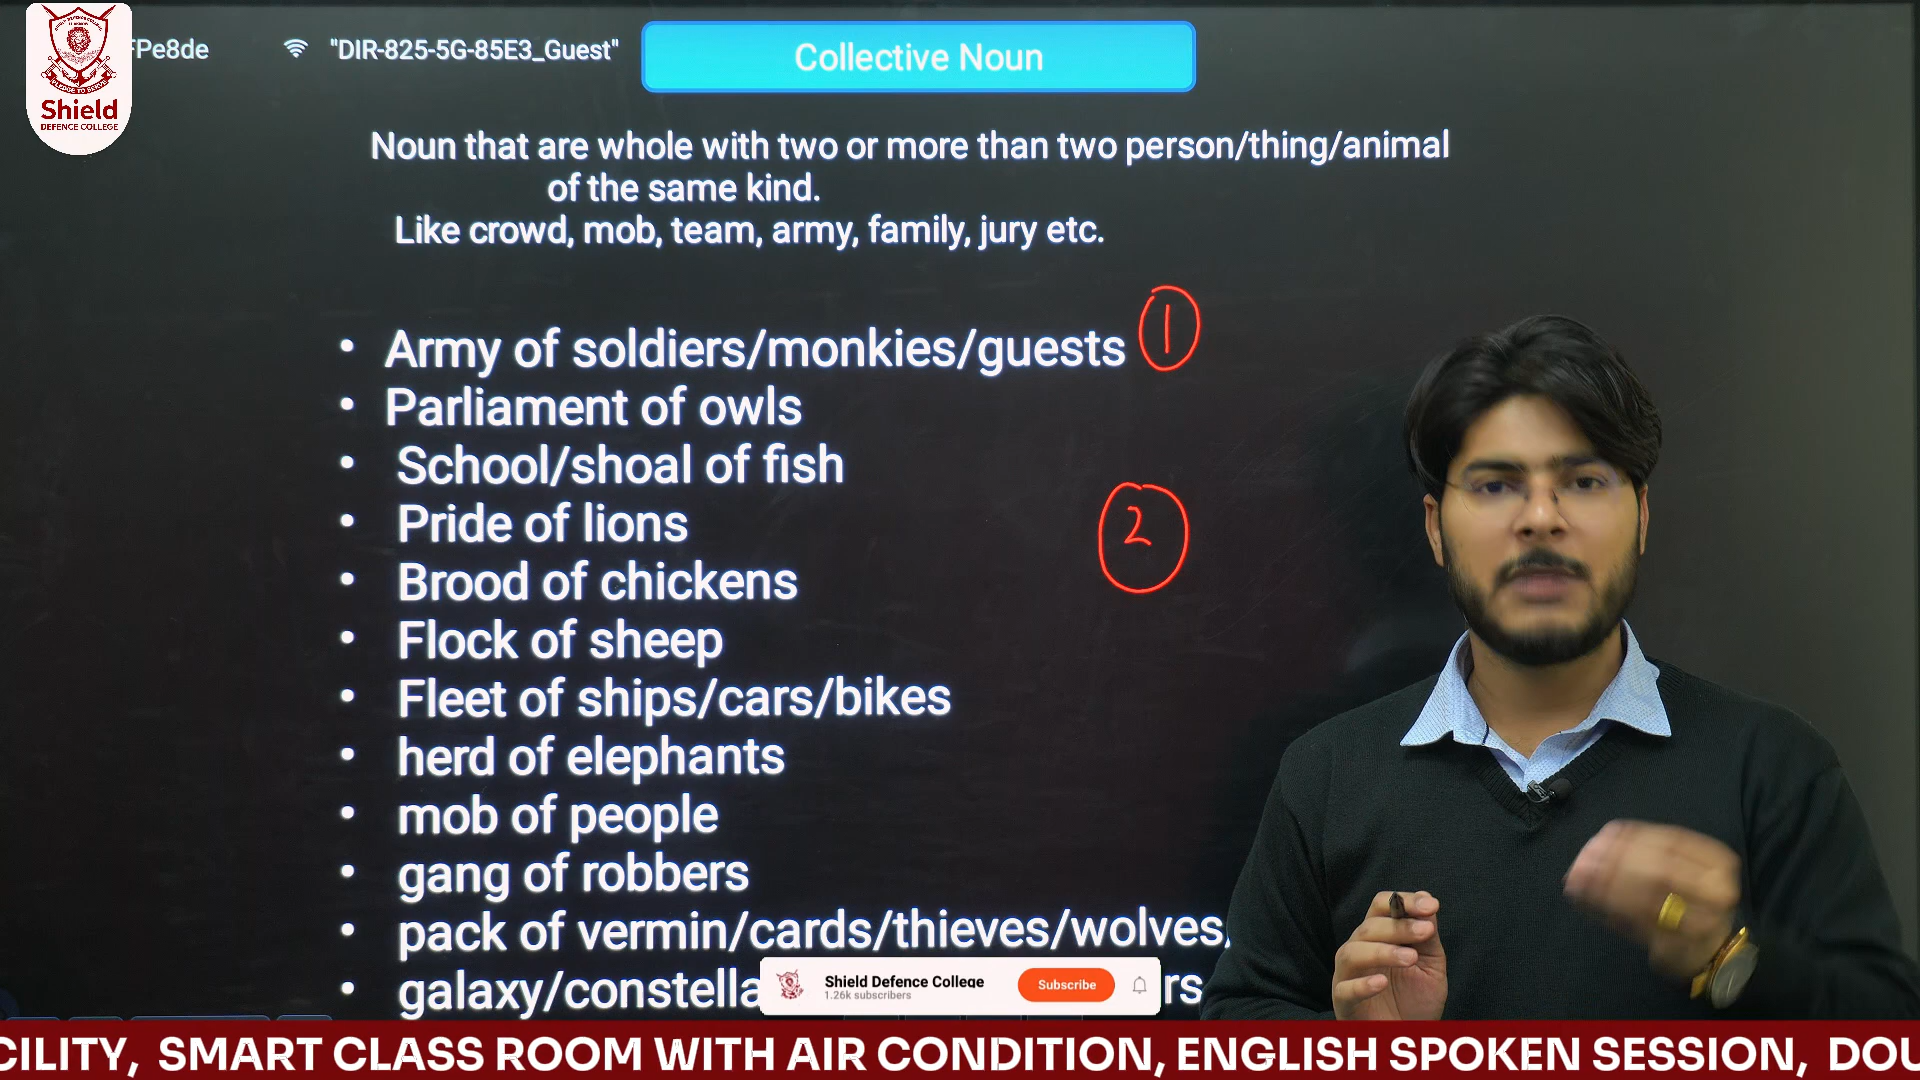 FPe8de
"DIR-825-5G-85E3_Guest"
Collective Noun
Shield
DEFENCE COLLEGE
Noun that are whole with two or more than two person/thing/animal
of the same kind.
Like crowd, mob, team, army, family, jury etc.
• Army of soldiers/monkies/guests
1
• Parliament of owls
• School/shoal of fish
• Pride of lions
2
• Brood of chickens
• Flock of sheep
• Fleet of ships/cars/bikes
• herd of elephants
• mob of people
• gang of robbers
• pack of vermin/cards/thieves/wolves
• galaxy/constella rs
Shield Defence College
1.26k subscribers
Subscribe
CILITY, SMART CLASS ROOM WITH AIR CONDITION, ENGLISH SPOKEN SESSION, DOU